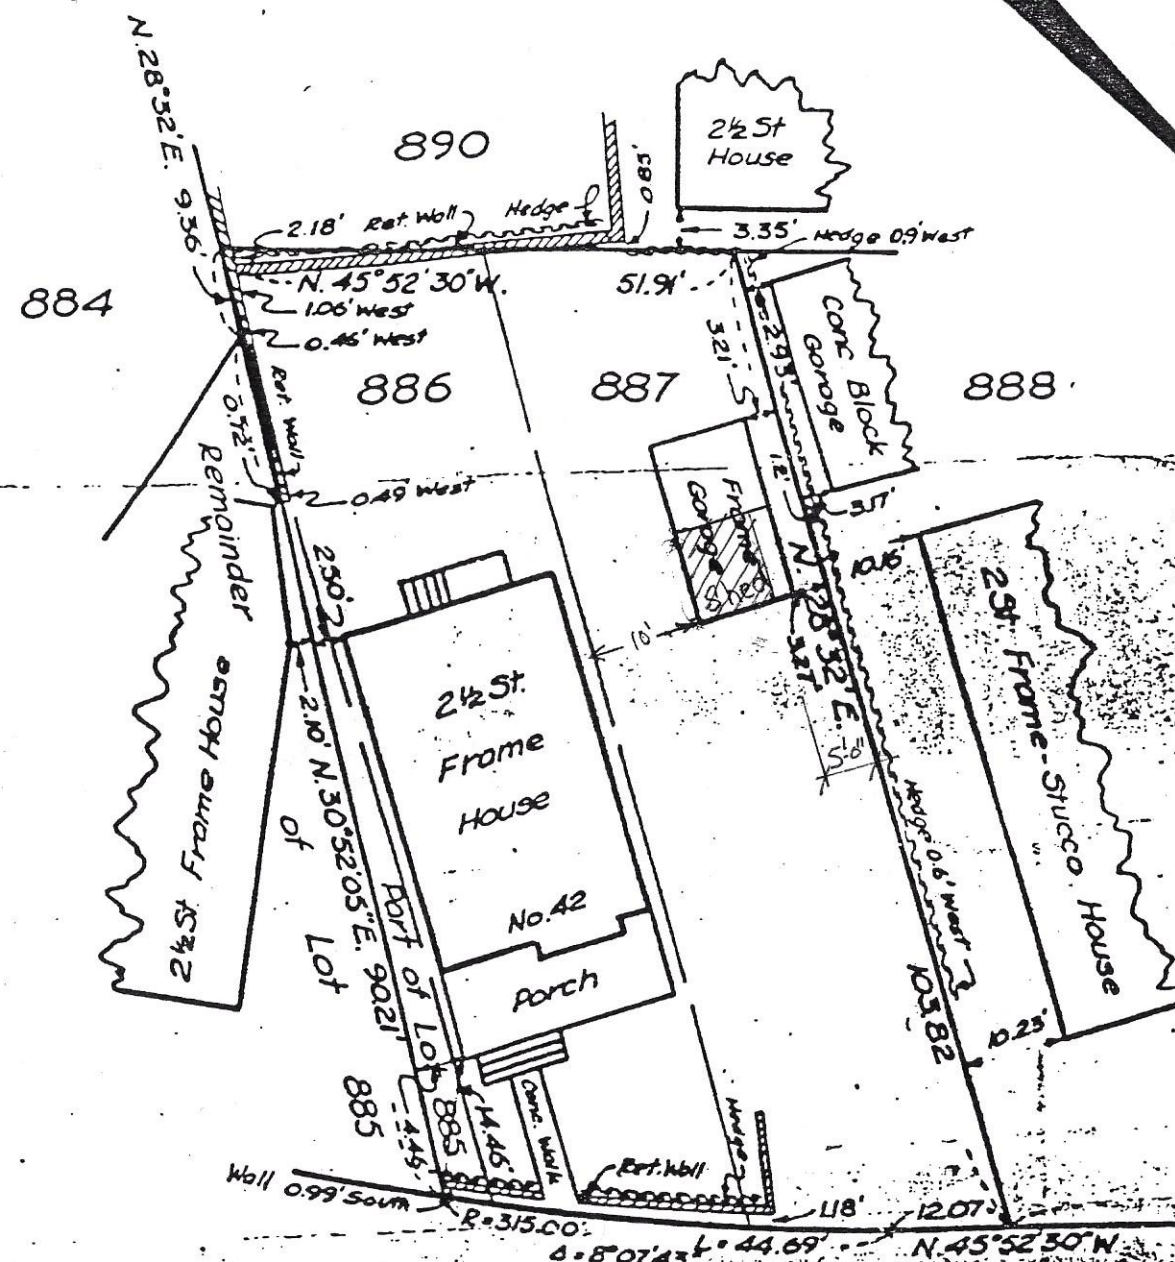 N.28°32'E. 9.36'
890
2½ St
House
0.85'
2.18'
Ret. Wall
Hedge
3.35'
Hedge 0.9' West
884
N. 45°52'30"W.
51.91'
1.06' West
0.46' West
Conc Block
Garage
3.21'
2.93'
886
887
888
Ret. Wall
0.72'
0.49' West
Remainder
of
Lot
885
1.2'
3.17'
Frame
Garage
Shed
10.16'
2.50'
10'
3.27'
N. 28°32'E.
103.82
5'-0"
2½ St. Frame House
2.10'
N.30°52'05"E. 90.21'
2½ St.
Frame
House
No. 42
Porch
2 St. Frame-Stucco House
Hedge 0.6' West
10.23'
Part of Lot
885
4.46'
14.46'
Conc. Walk
Hedge
Ret. Wall
Wall 0.99' South
R=315.00'
L=44.69'
1.18'
12.07
N.45°52'30"W